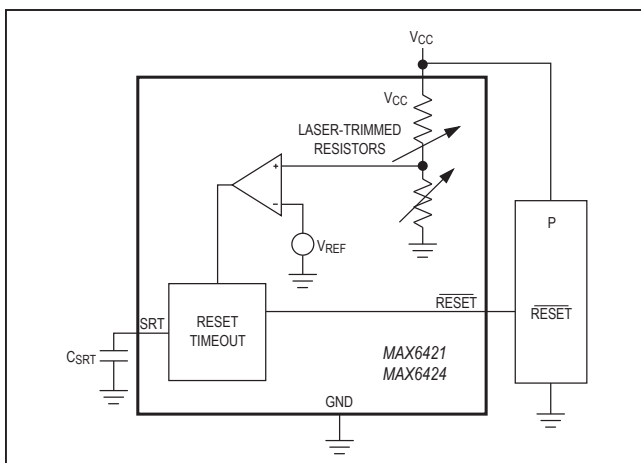 VCC
VCC
LASER-TRIMMED
RESISTORS
+
−
VREF
P
RESET
TIMEOUT
SRT
CSRT
RESET
RESET
MAX6421
MAX6424
GND